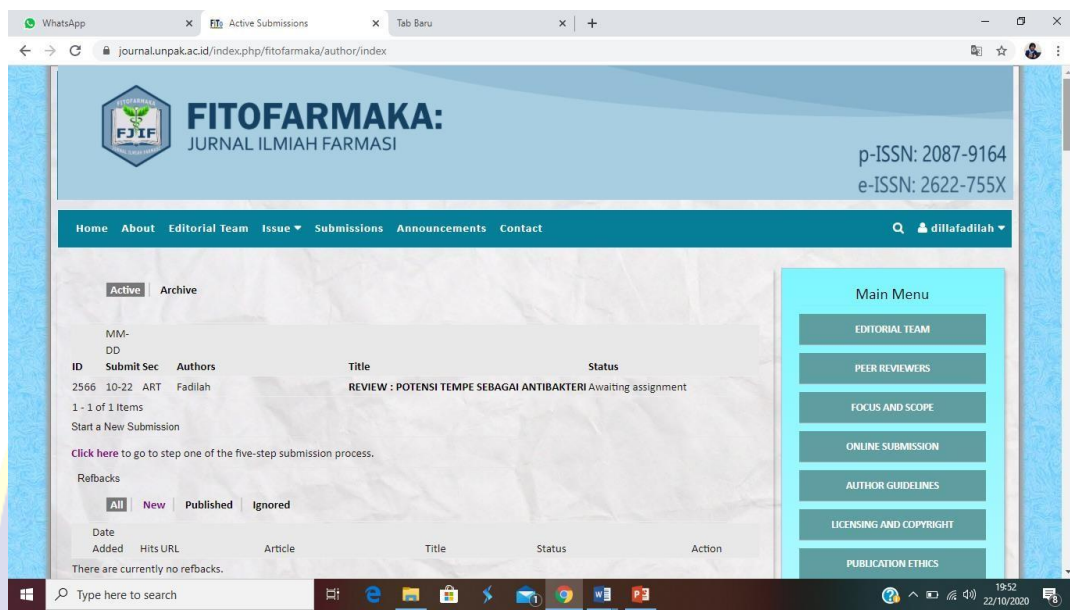 WhatsApp
FITo Active Submissions
Tab Baru
journal.unpak.ac.id/index.php/fitofarmaka/author/index
FJIF
FITOFARMAKA:
JURNAL ILMIAH FARMASI
p-ISSN: 2087-9164
e-ISSN: 2622-755X
Home About Editorial Team Issue Submissions Announcements Contact dillafadilah
Active Archive
MM-
DD
ID Submit Sec Authors Title Status
2566 10-22 ART Fadilah REVIEW : POTENSI TEMPE SEBAGAI ANTIBAKTERI Awaiting assignment
1 - 1 of 1 Items
Start a New Submission
Click here to go to step one of the five-step submission process.
Refbacks
All New Published Ignored
Date
Added Hits URL Article Title Status Action
There are currently no refbacks.
Main Menu
EDITORIAL TEAM
PEER REVIEWERS
FOCUS AND SCOPE
ONLINE SUBMISSION
AUTHOR GUIDELINES
LICENSING AND COPYRIGHT
PUBLICATION ETHICS
Type here to search
19:52
22/10/2020